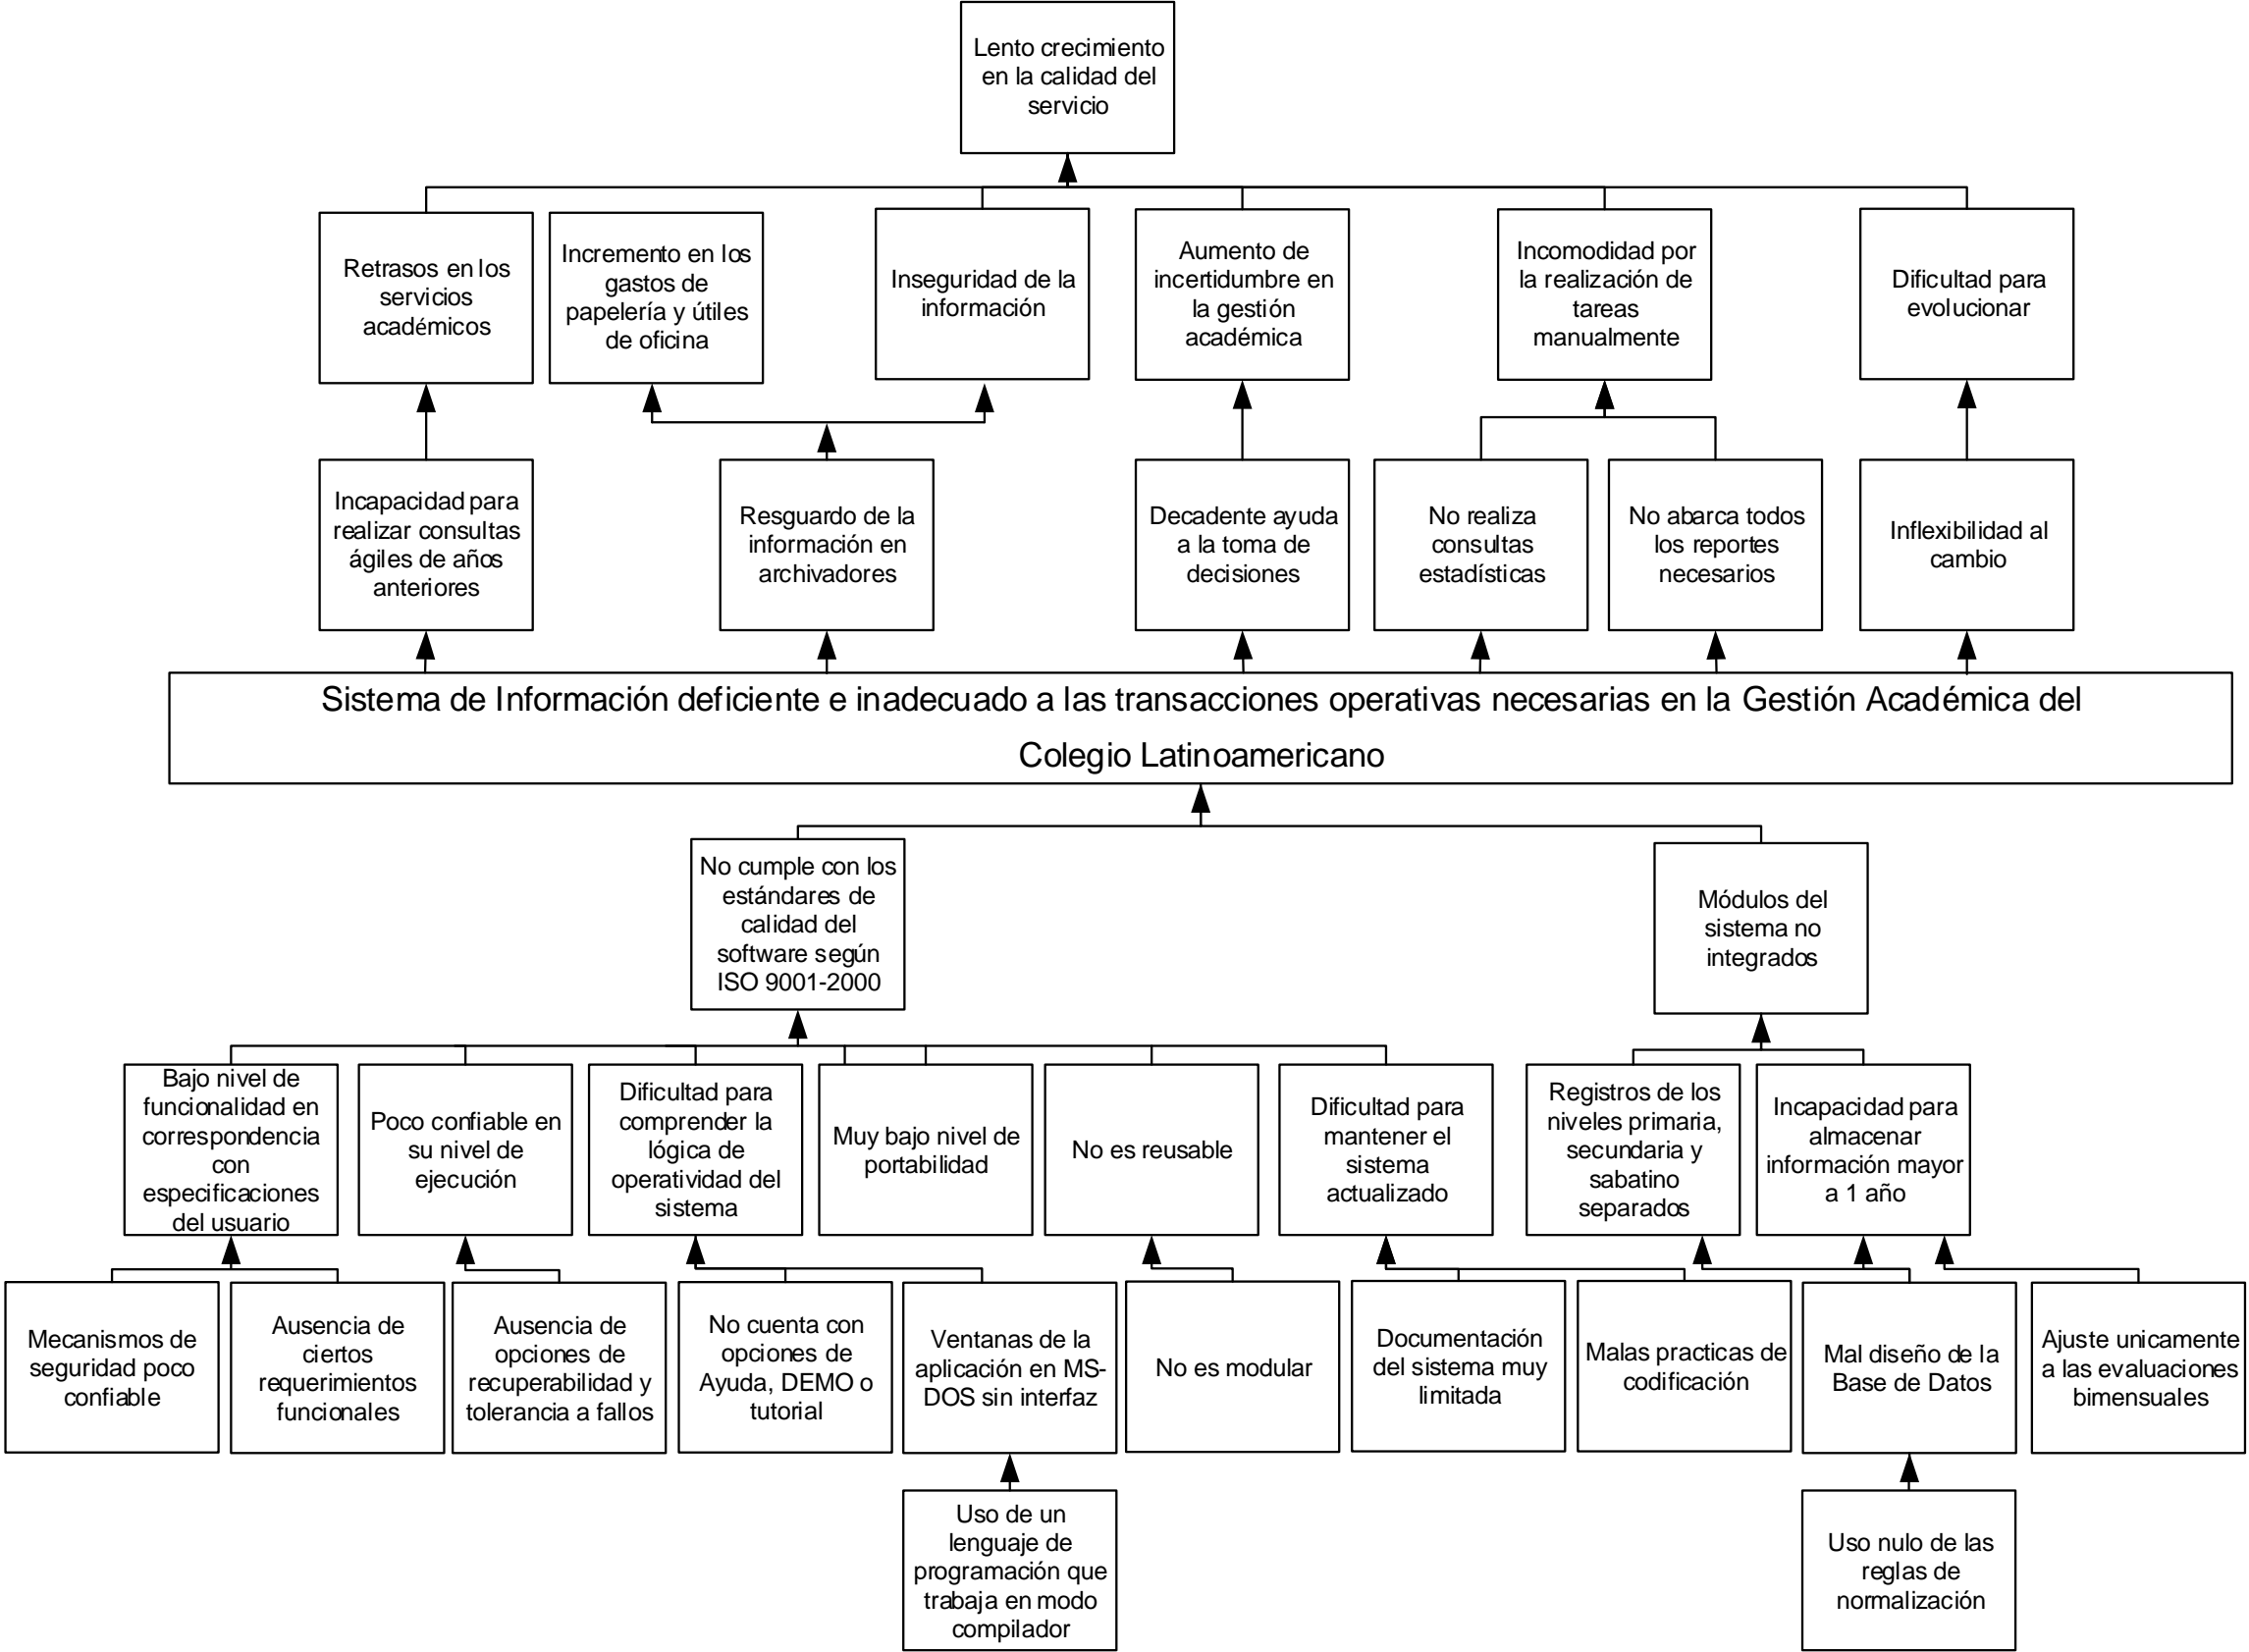 Lento crecimiento
en la calidad del
servicio
Retrasos en los
servicios
académicos
Incremento en los
gastos de
papelería y útiles
de oficina
Inseguridad de la
información
Aumento de
incertidumbre en
la gestión
académica
Incomodidad por
la realización de
tareas
manualmente
Dificultad para
evolucionar
Incapacidad para
realizar consultas
ágiles de años
anteriores
Resguardo de la
información en
archivadores
Decadente ayuda
a la toma de
decisiones
No realiza
consultas
estadísticas
No abarca todos
los reportes
necesarios
Inflexibilidad al
cambio
Sistema de Información deficiente e inadecuado a las transacciones operativas necesarias en la Gestión Académica del
Colegio Latinoamericano
No cumple con los
estándares de
calidad del
software según
ISO 9001-2000
Módulos del
sistema no
integrados
Bajo nivel de
funcionalidad en
correspondencia
con
especificaciones
del usuario
Poco confiable en
su nivel de
ejecución
Dificultad para
comprender la
lógica de
operatividad del
sistema
Muy bajo nivel de
portabilidad
No es reusable
Dificultad para
mantener el
sistema
actualizado
Registros de los
niveles primaria,
secundaria y
sabatino
separados
Incapacidad para
almacenar
información mayor
a 1 año
Mecanismos de
seguridad poco
confiable
Ausencia de
ciertos
requerimientos
funcionales
Ausencia de
opciones de
recuperabilidad y
tolerancia a fallos
No cuenta con
opciones de
Ayuda, DEMO o
tutorial
Ventanas de la
aplicación en MS-
DOS sin interfaz
No es modular
Documentación
del sistema muy
limitada
Malas practicas de
codificación
Mal diseño de la
Base de Datos
Ajuste unicamente
a las evaluaciones
bimensuales
Uso de un
lenguaje de
programación que
trabaja en modo
compilador
Uso nulo de las
reglas de
normalización